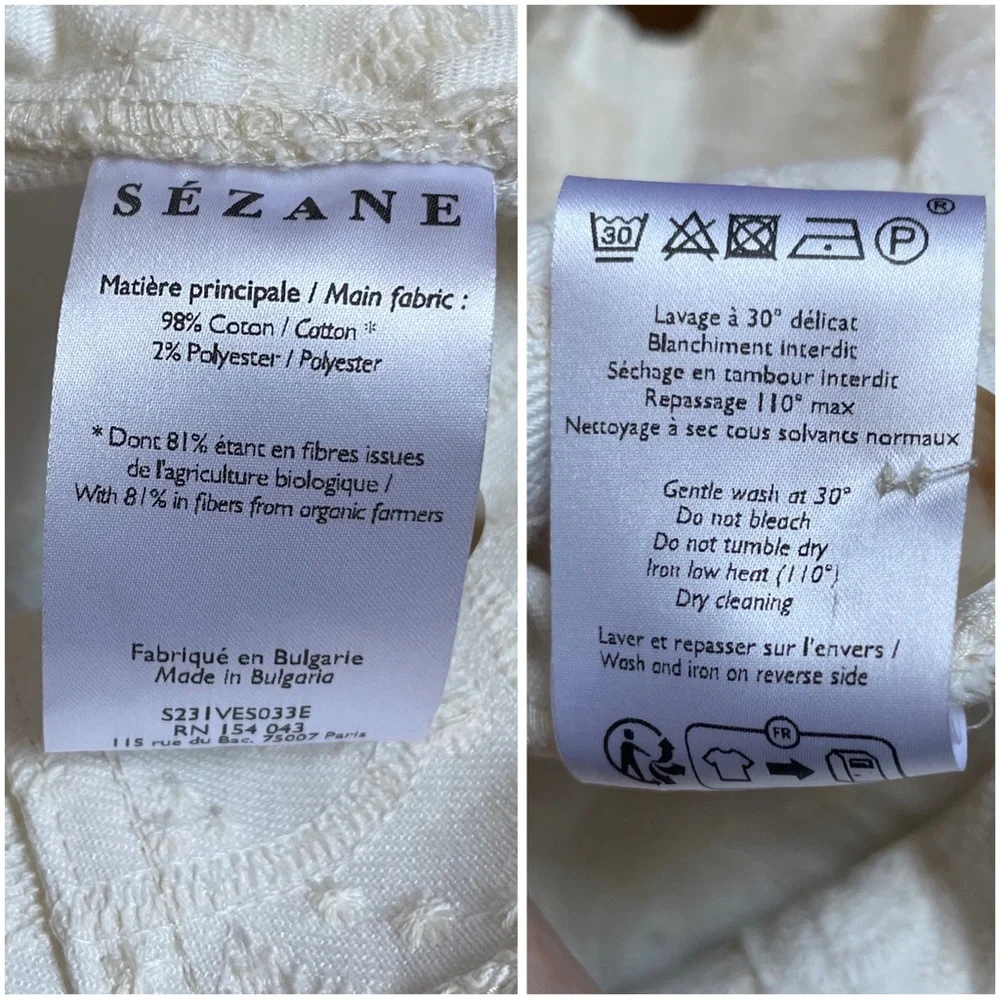 SÉZANE
Matière principale / Main fabric :
98% Coton / Cotton *
2% Polyester / Polyester
* Dont 81% étant en fibres issues
de l'agriculture biologique /
With 81% in fibers from organic farmers
Fabriqué en Bulgarie
Made in Bulgaria
S231VES033E
RN 154 043
115 rue du Bac. 75007 Paris
30 P ®
Lavage à 30° délicat
Blanchiment interdit
Séchage en tambour interdit
Repassage 110° max
Nettoyage à sec tous solvants normaux
Gentle wash at 30°
Do not bleach
Do not tumble dry
Iron low heat (110°)
Dry cleaning
Laver et repasser sur l'envers /
Wash and iron on reverse side
FR